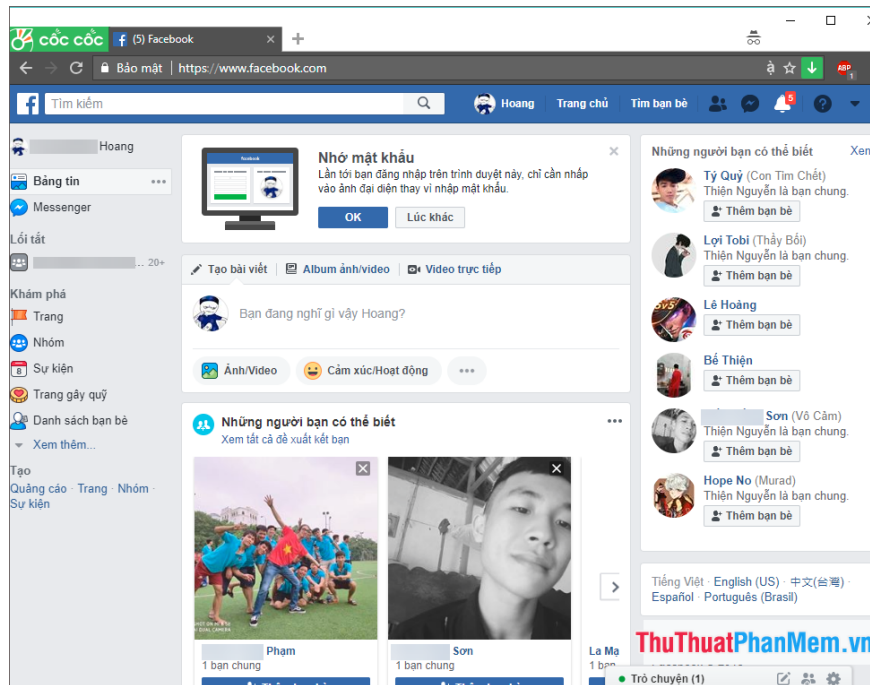 cốc cốc
(5) Facebook
Bảo mật
https://www.facebook.com
ABP
1
Tìm kiếm
Hoang
Trang chủ
Tìm bạn bè
5
Hoang
Bảng tin
Messenger
Lối tắt
20+
Khám phá
Trang
Nhóm
Sự kiện
Trang gây quỹ
Danh sách bạn bè
Xem thêm...
Tạo
Quảng cáo · Trang · Nhóm ·
Sự kiện
facebook
Nhớ mật khẩu
Lần tới bạn đăng nhập trên trình duyệt này, chỉ cần nhấp
vào ảnh đại diện thay vì nhập mật khẩu.
OK
Lúc khác
Tạo bài viết
Album ảnh/video
Video trực tiếp
Bạn đang nghĩ gì vậy Hoang?
Ảnh/Video
Cảm xúc/Hoạt động
Những người bạn có thể biết
Xem tất cả đề xuất kết bạn
Phạm
1 bạn chung
Sơn
1 bạn chung
La Mạ
1 bạn
Những người bạn có thể biết
Xem
Tý Quý (Con Tim Chết)
Thiện Nguyễn là bạn chung.
Thêm bạn bè
Lợi Tobi (Thầy Bói)
Thiện Nguyễn là bạn chung.
Thêm bạn bè
Lê Hoàng
Thêm bạn bè
Bế Thiện
Thêm bạn bè
Sơn (Vô Cảm)
Thiện Nguyễn là bạn chung.
Thêm bạn bè
Hope No (Murad)
Thiện Nguyễn là bạn chung.
Thêm bạn bè
Tiếng Việt · English (US) · 中文(台灣) ·
Español · Português (Brasil)
ThuThuatPhanMem.vn
Trò chuyện (1)